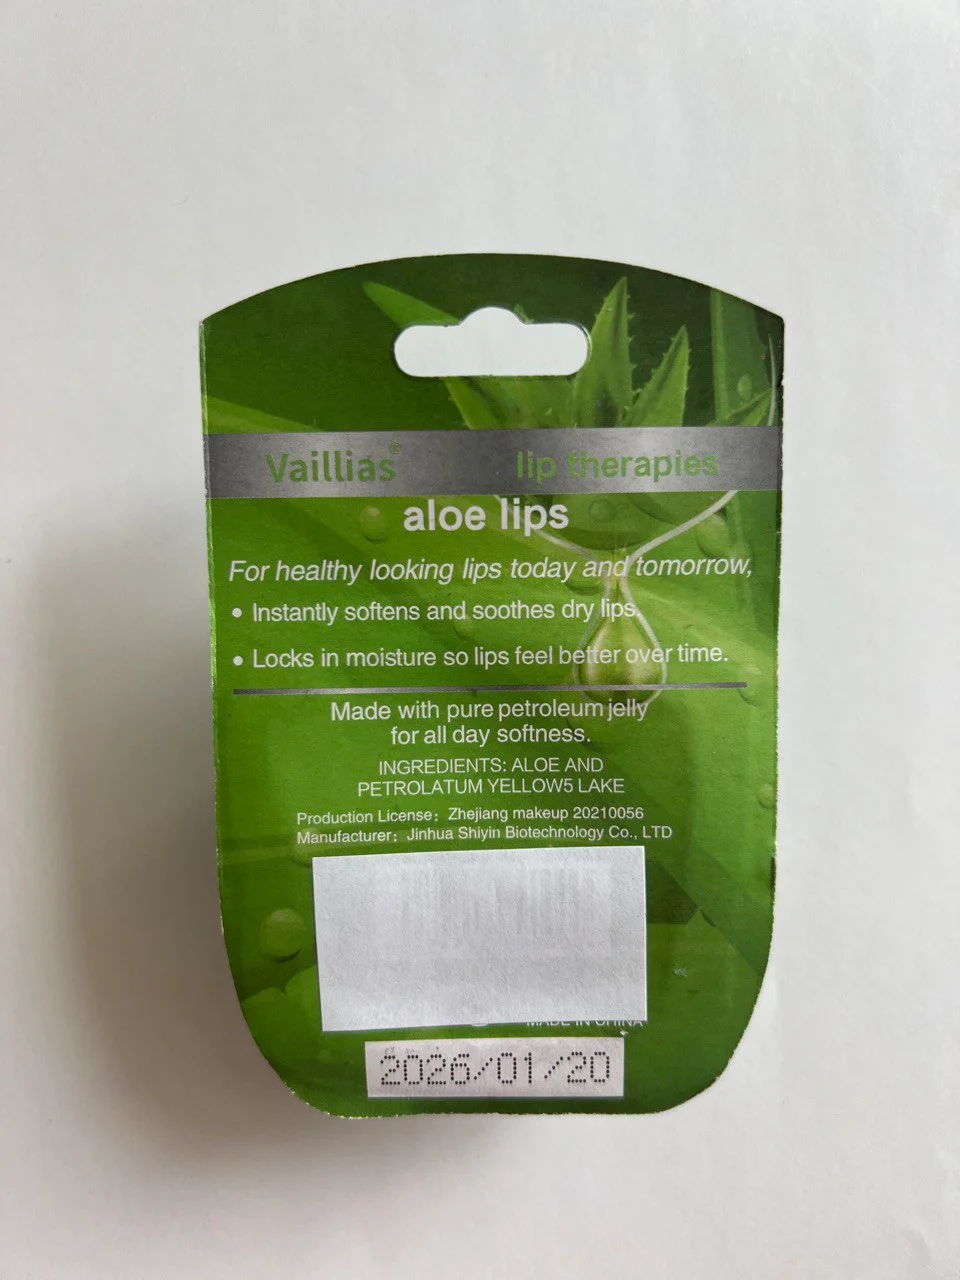 Vaillias® lip therapies
aloe lips
For healthy looking lips today and tomorrow,
• Instantly softens and soothes dry lips.
• Locks in moisture so lips feel better over time.
Made with pure petroleum jelly
for all day softness.
INGREDIENTS: ALOE AND
PETROLATUM YELLOW5 LAKE
Production License: Zhejiang makeup 20210056
Manufacturer: Jinhua Shiyin Biotechnology Co., LTD
MADE IN CHINA
2026/01/20